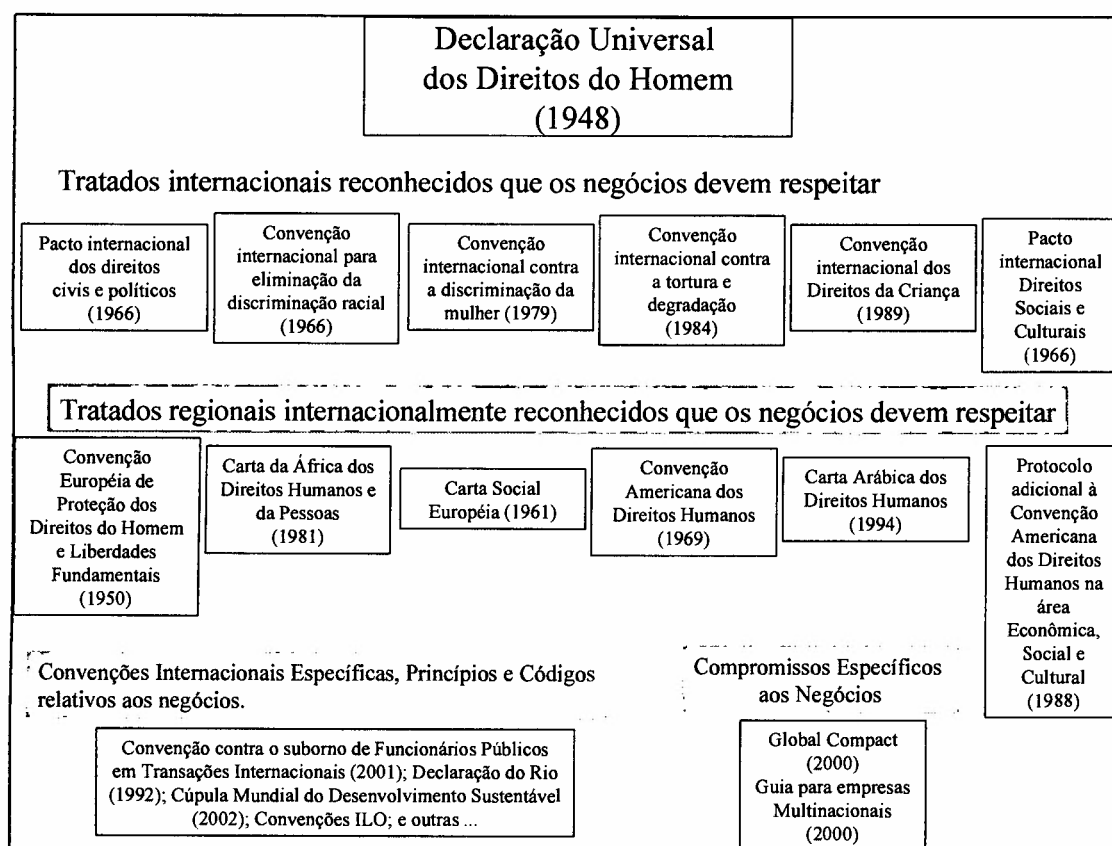 Declaração Universal
dos Direitos do Homem
(1948)
Tratados internacionais reconhecidos que os negócios devem respeitar
Pacto internacional
dos direitos
civis e políticos
(1966)
Convenção
internacional para
eliminação da
discriminação racial
(1966)
Convenção
internacional contra
a discriminação da
mulher (1979)
Convenção
internacional contra
a tortura e
degradação
(1984)
Convenção
internacional dos
Direitos da Criança
(1989)
Pacto
internacional
Direitos
Sociais e
Culturais
(1966)
Tratados regionais internacionalmente reconhecidos que os negócios devem respeitar
Convenção
Européia de
Proteção dos
Direitos do Homem
e Liberdades
Fundamentais
(1950)
Carta da África dos
Direitos Humanos e
da Pessoas
(1981)
Carta Social
Européia (1961)
Convenção
Americana dos
Direitos Humanos
(1969)
Carta Arábica dos
Direitos Humanos
(1994)
Protocolo
adicional à
Convenção
Americana
dos Direitos
Humanos na
área
Econômica,
Social e
Cultural
(1988)
Convenções Internacionais Específicas, Princípios e Códigos
relativos aos negócios.
Convenção contra o suborno de Funcionários Públicos
em Transações Internacionais (2001); Declaração do Rio
(1992); Cúpula Mundial do Desenvolvimento Sustentável
(2002); Convenções ILO; e outras ...
Compromissos Específicos
aos Negócios
Global Compact
(2000)
Guia para empresas
Multinacionais
(2000)